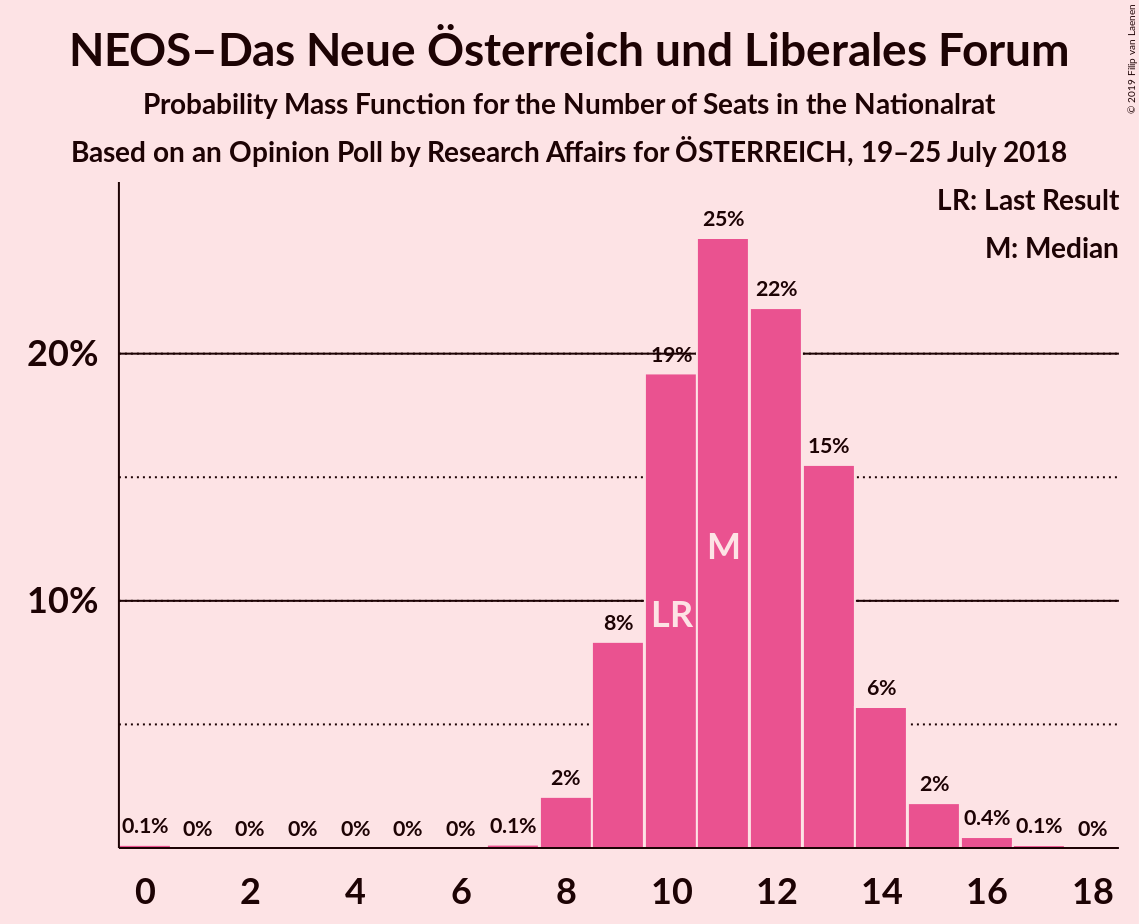 NEOS–Das Neue Österreich und Liberales Forum
Probability Mass Function for the Number of Seats in the Nationalrat
Based on an Opinion Poll by Research Affairs for ÖSTERREICH, 19–25 July 2018
© 2019 Filip van Laenen
LR: Last Result
M: Median
20%
10%
0.1% 0% 0% 0% 0% 0% 0% 0.1% 2% 8% 19% 25% 22% 15% 6% 2% 0.4% 0.1% 0%
LR
M
0 2 4 6 8 10 12 14 16 18